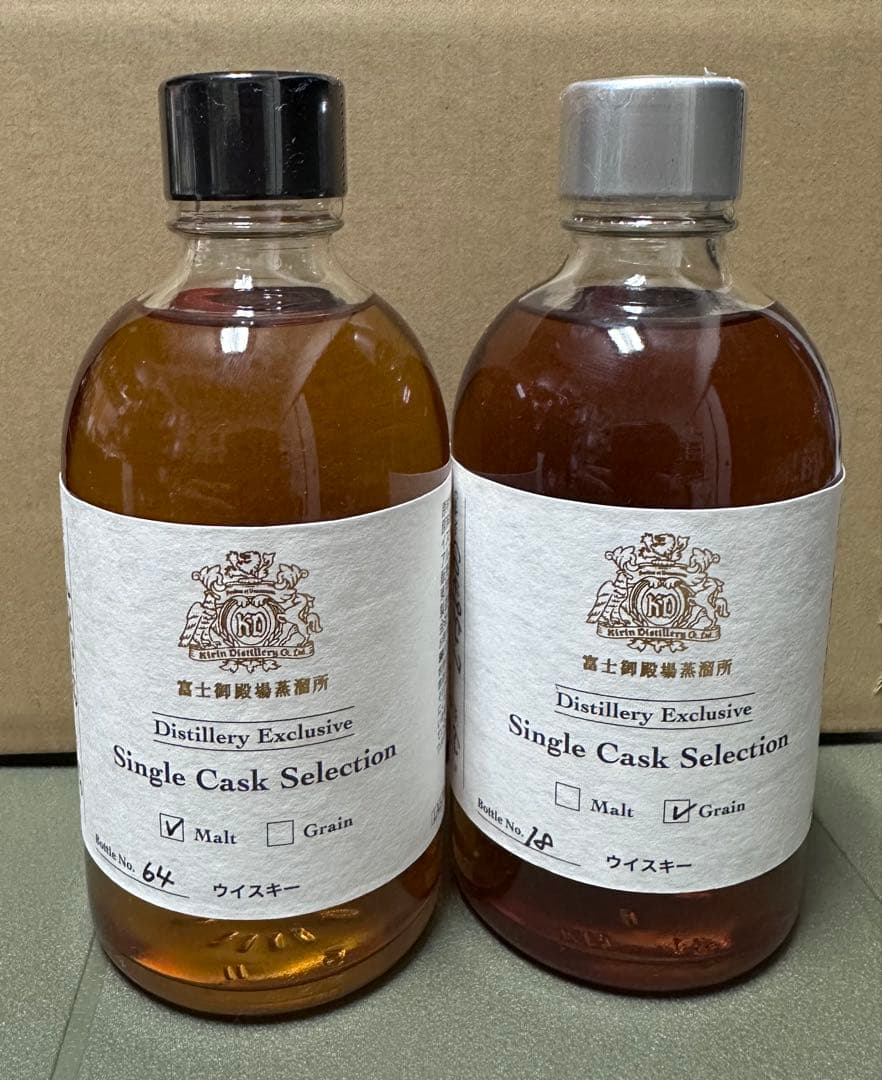 KD
Kirin Distillery Co. Ltd.
富士御殿場蒸溜所
Distillery Exclusive
Single Cask Selection
✓ Malt □ Grain
Bottle No. 64
ウイスキー
KD
Kirin Distillery Co. Ltd.
富士御殿場蒸溜所
Distillery Exclusive
Single Cask Selection
□ Malt ✓ Grain
Bottle No. 18
ウイスキー